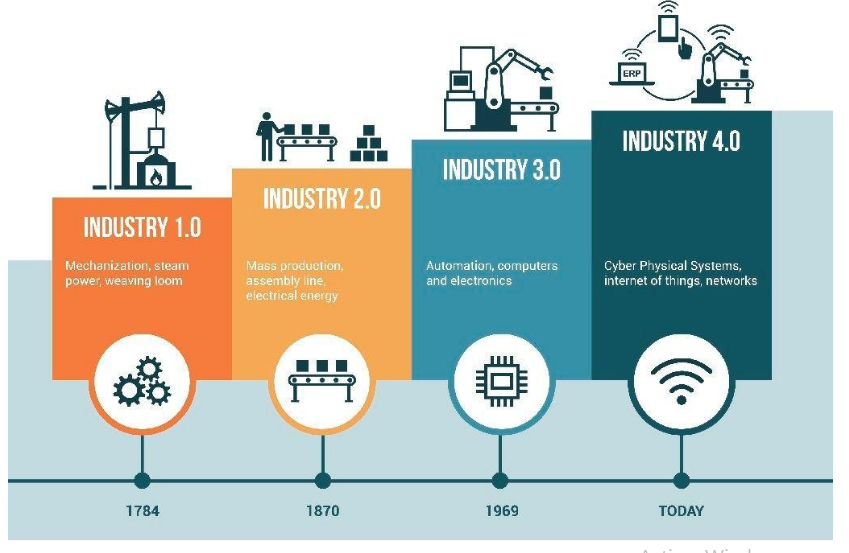 ERP
INDUSTRY 1.0
INDUSTRY 2.0
INDUSTRY 3.0
INDUSTRY 4.0
Mechanization, steam
power, weaving loom
Mass production,
assembly line,
electrical energy
Automation, computers
and electronics
Cyber Physical Systems,
internet of things, networks
1784
1870
1969
TODAY